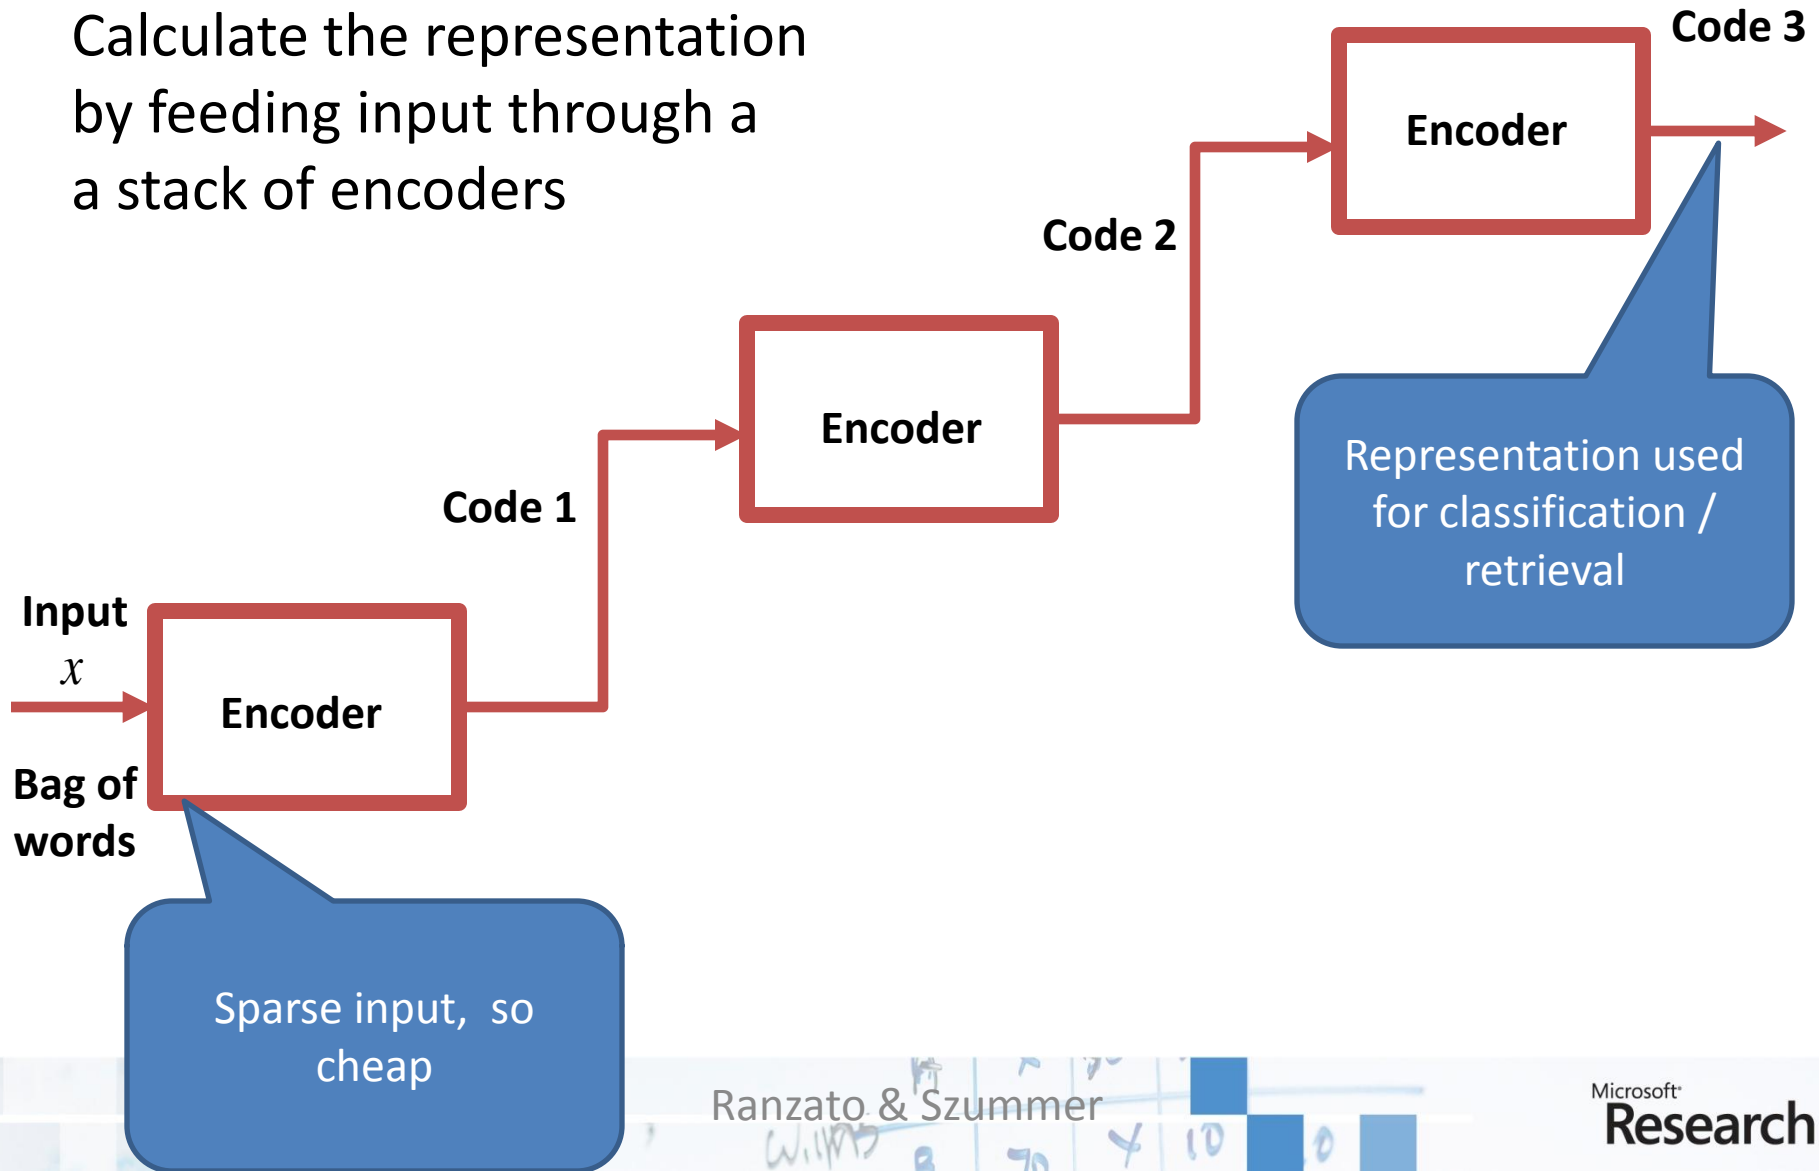 Calculate the representation
by feeding input through a
a stack of encoders
Code 3
Encoder
Code 2
Encoder
Representation used
for classification /
retrieval
Code 1
Input
x
Encoder
Bag of
words
Sparse input, so
cheap
Ranzato & Szummer
Microsoft
Research